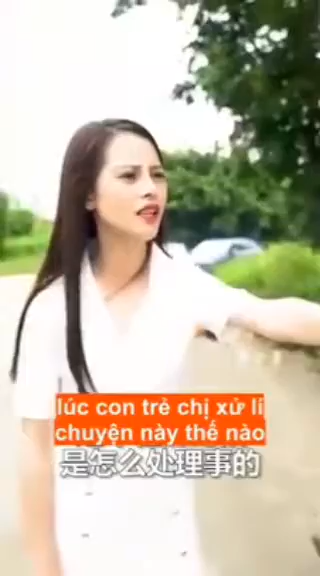 lúc con trẻ chị xử lí
chuyện này thế nào
是怎么处理事的